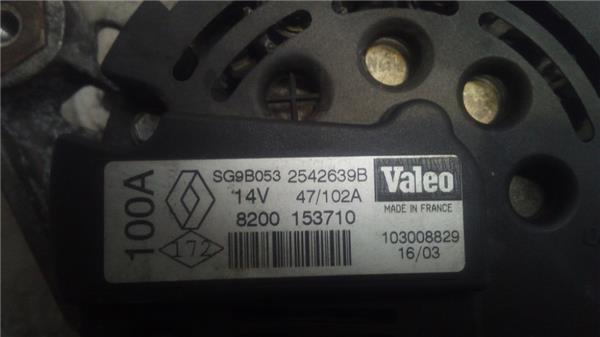 100A
SG9B053 2542639B
14V 47/102A
8200 153710
172
Valeo
MADE IN FRANCE
103008829
16/03